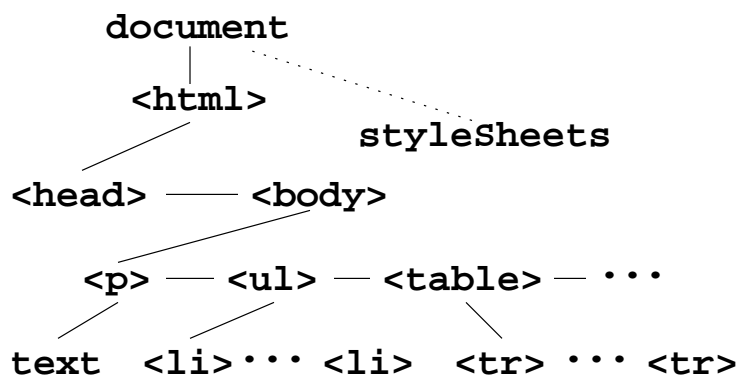 document
<html>
styleSheets
<head> <body>
<p> <ul> <table> ...
text <li> ... <li> <tr> ... <tr>